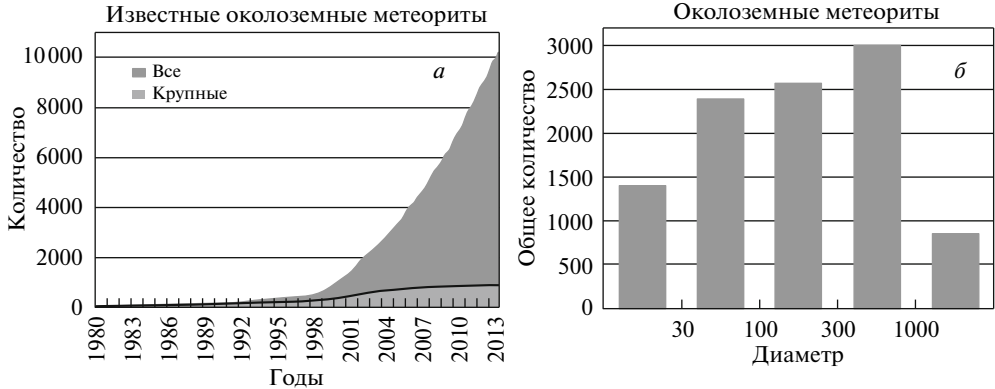 Известные околоземные метеориты
Количество
10000
8000
6000
4000
2000
0
Все
Крупные
а
1980
1983
1986
1989
1992
1995
1998
2001
2004
2007
2010
2013
Годы
Околоземные метеориты
Общее количество
3000
2500
2000
1500
1000
500
0
б
30 100 300 1000
Диаметр